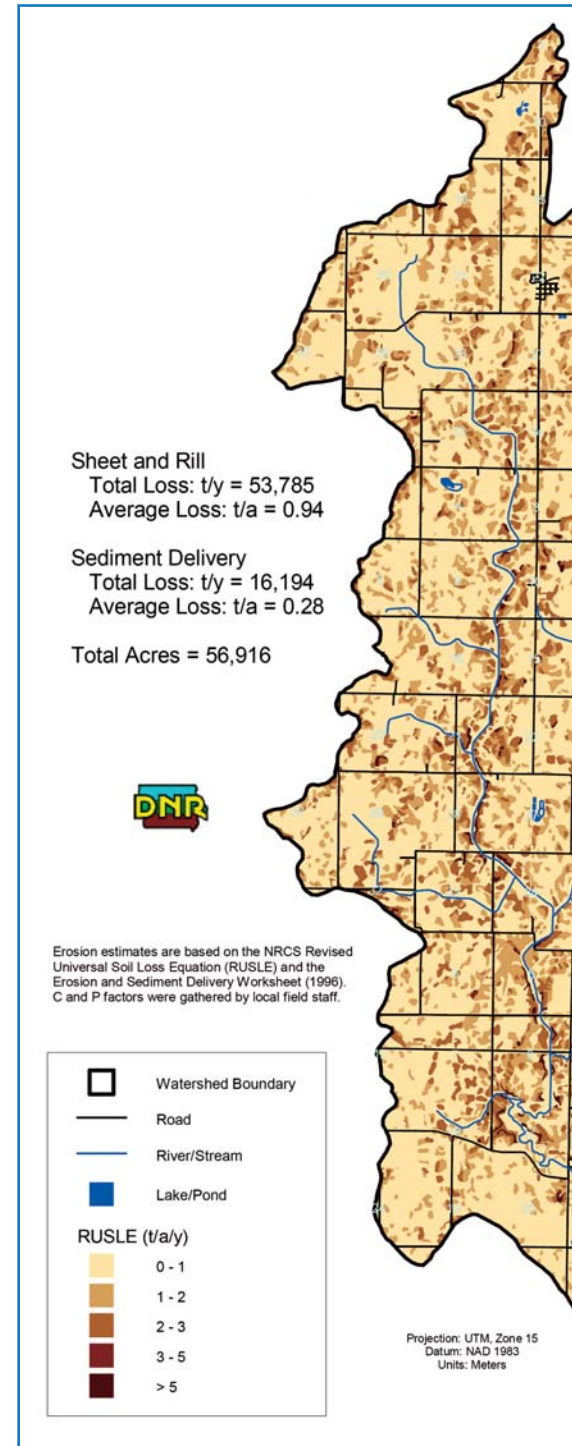 Sheet and Rill
Total Loss: t/y = 53,785
Average Loss: t/a = 0.94
Sediment Delivery
Total Loss: t/y = 16,194
Average Loss: t/a = 0.28
Total Acres = 56,916
DNR
Erosion estimates are based on the NRCS Revised
Universal Soil Loss Equation (RUSLE) and the
Erosion and Sediment Delivery Worksheet (1996).
C and P factors were gathered by local field staff.
Watershed Boundary
Road
River/Stream
Lake/Pond
RUSLE (t/a/y)
0 - 1
1 - 2
2 - 3
3 - 5
> 5
Projection: UTM, Zone 15
Datum: NAD 1983
Units: Meters